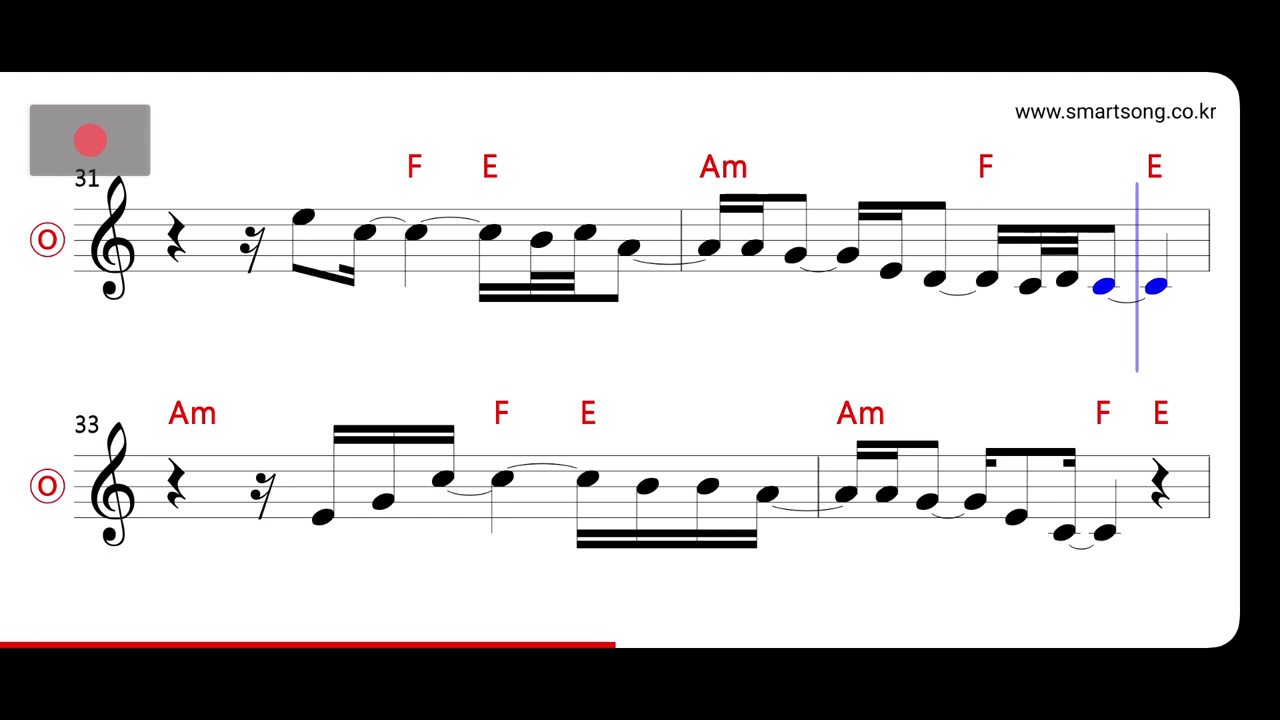 www.smartsong.co.kr
31
F E Am F E
O
33
Am F E Am F E
O